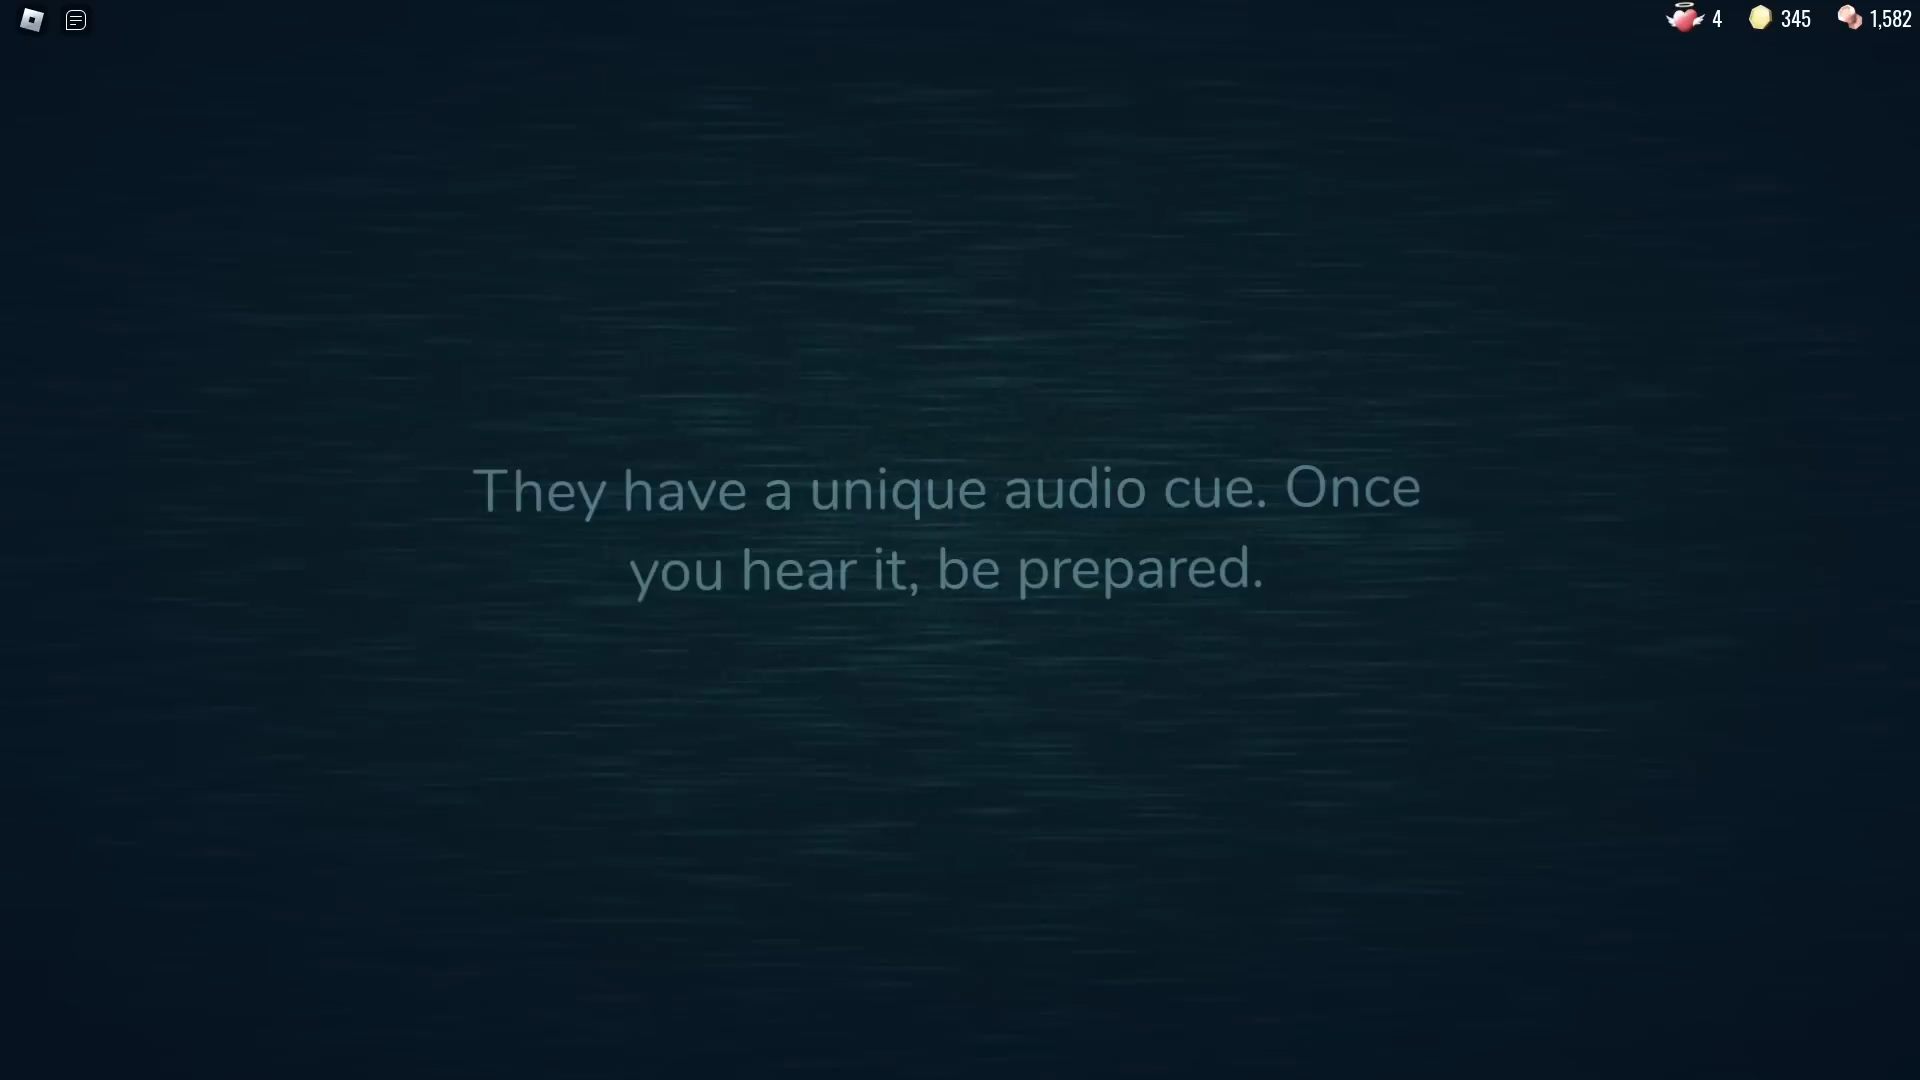 4 345 1,582
They have a unique audio cue. Once
you hear it, be prepared.